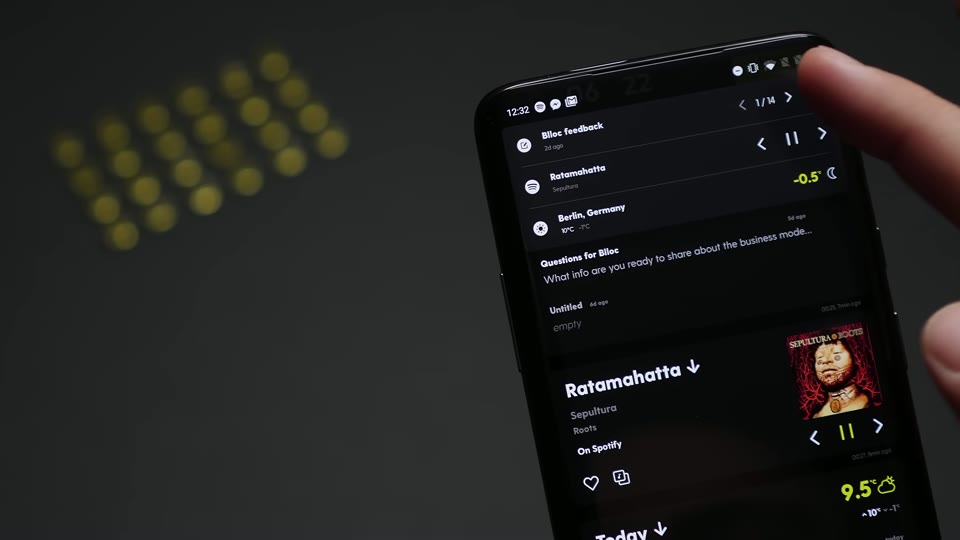 12:32
1/14
Blloc feedback
2d ago
Ratamahatta
Sepultura
Berlin, Germany
10°C -1°C
-0.5°c
5d ago
Questions for Blloc
What info are you ready to share about the business mode...
Untitled 6d ago
empty
Ratamahatta
SEPULTURA ROOTS
Sepultura
Roots
On Spotify
9.5°c
10°c -1°c
Today
today